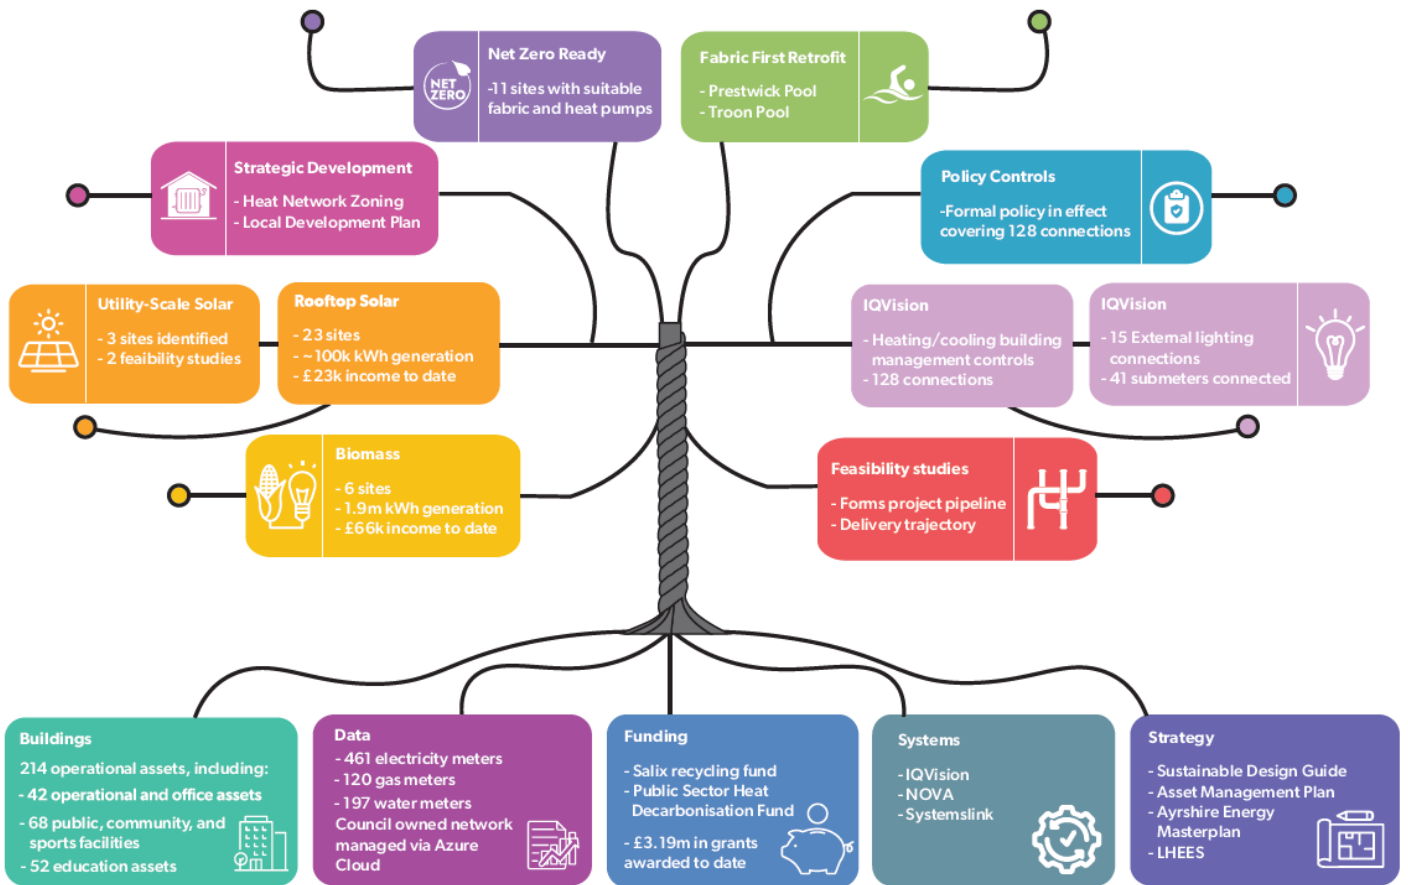 Net Zero Ready
NET
ZERO
-11 sites with suitable
fabric and heat pumps
Fabric First Retrofit
- Prestwick Pool
- Troon Pool
Strategic Development
- Heat Network Zoning
- Local Development Plan
Policy Controls
-Formal policy in effect
covering 128 connections
Utility-Scale Solar
- 3 sites identified
- 2 feaibility studies
Rooftop Solar
- 23 sites
- ~100k kWh generation
- £23k income to date
IQVision
- Heating/cooling building
management controls
- 128 connections
IQVision
- 15 External lighting
connections
- 41 submeters connected
Biomass
- 6 sites
- 1.9m kWh generation
- £66k income to date
Feasibility studies
- Forms project pipeline
- Delivery trajectory
Buildings
214 operational assets, including:
- 42 operational and office assets
- 68 public, community, and
sports facilities
- 52 education assets
Data
- 461 electricity meters
- 120 gas meters
- 197 water meters
Council owned network
managed via Azure
Cloud
Funding
- Salix recycling fund
- Public Sector Heat
Decarbonisation Fund
- £3.19m in grants
awarded to date
Systems
- IQVision
- NOVA
- Systemslink
Strategy
- Sustainable Design Guide
- Asset Management Plan
- Ayrshire Energy
Masterplan
- LHEES